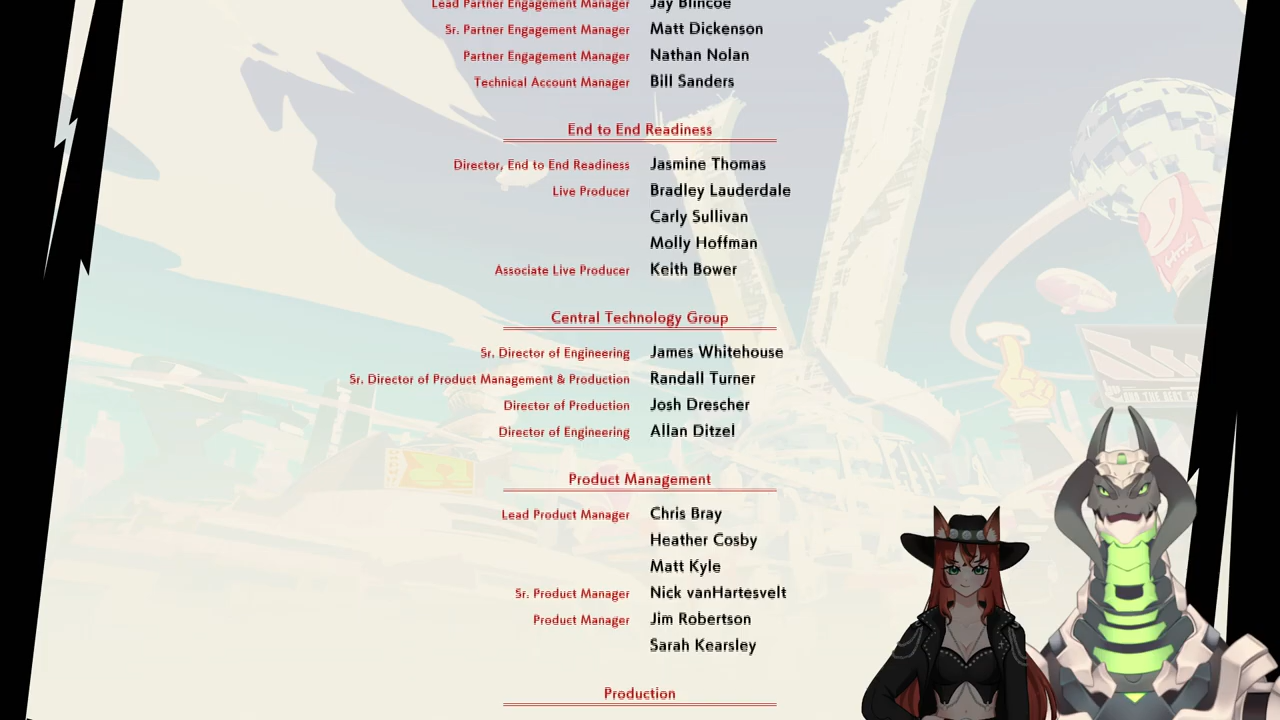 Lead Partner Engagement Manager Jay Blincoe
Sr. Partner Engagement Manager Matt Dickenson
Partner Engagement Manager Nathan Nolan
Technical Account Manager Bill Sanders
End to End Readiness
Director, End to End Readiness Jasmine Thomas
Live Producer Bradley Lauderdale
Carly Sullivan
Molly Hoffman
Associate Live Producer Keith Bower
Central Technology Group
Sr. Director of Engineering James Whitehouse
Sr. Director of Product Management & Production Randall Turner
Director of Production Josh Drescher
Director of Engineering Allan Ditzel
Product Management
Lead Product Manager Chris Bray
Heather Cosby
Matt Kyle
Sr. Product Manager Nick vanHartesvelt
Product Manager Jim Robertson
Sarah Kearsley
Production